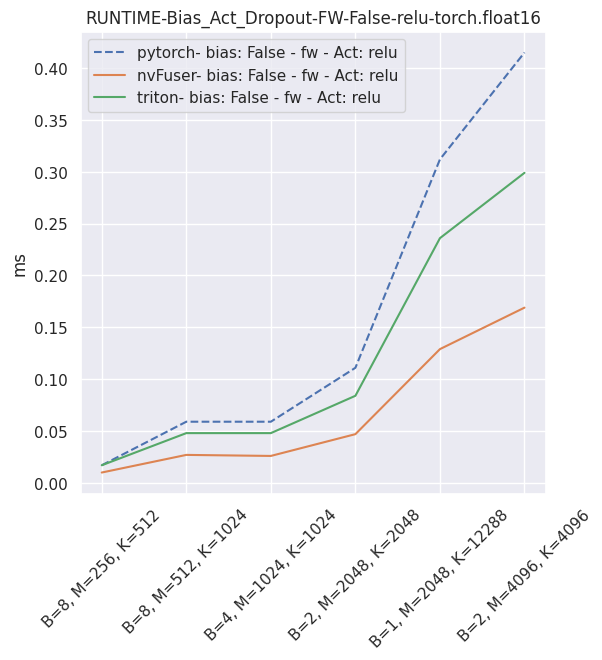 RUNTIME-Bias_Act_Dropout-FW-False-relu-torch.float16
pytorch- bias: False - fw - Act: relu
nvFuser- bias: False - fw - Act: relu
triton- bias: False - fw - Act: relu
0.40
0.35
0.30
0.25
0.20
0.15
0.10
0.05
0.00
ms
B=8, M=256, K=512
B=8, M=512, K=1024
B=4, M=1024, K=1024
B=2, M=2048, K=2048
B=1, M=2048, K=12288
B=2, M=4096, K=4096